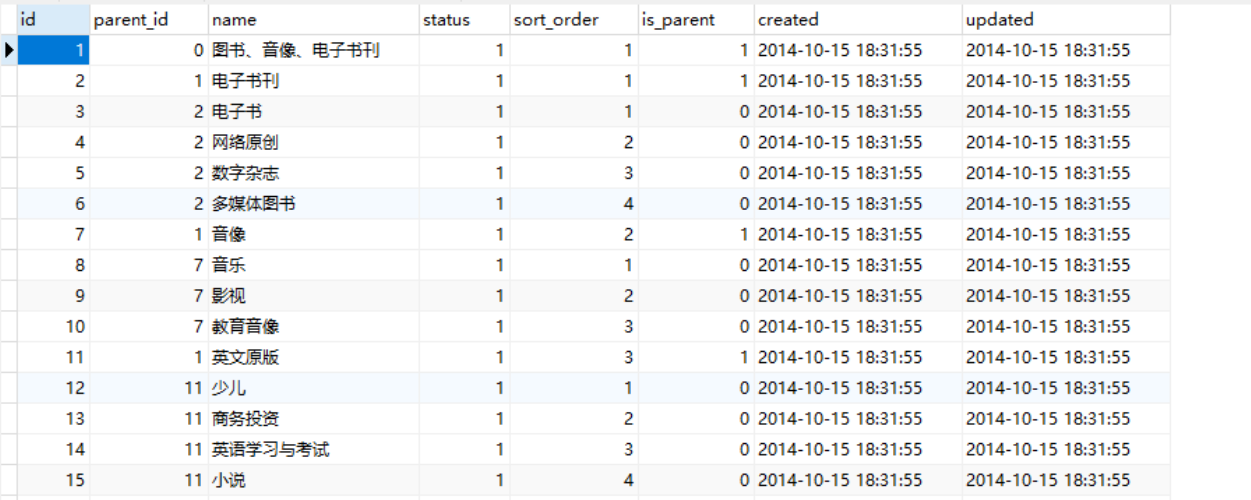 id parent_id name status sort_order is_parent created updated
1 0 图书、音像、电子书刊 1 1 1 2014-10-15 18:31:55 2014-10-15 18:31:55
2 1 电子书刊 1 1 1 2014-10-15 18:31:55 2014-10-15 18:31:55
3 2 电子书 1 1 0 2014-10-15 18:31:55 2014-10-15 18:31:55
4 2 网络原创 1 2 0 2014-10-15 18:31:55 2014-10-15 18:31:55
5 2 数字杂志 1 3 0 2014-10-15 18:31:55 2014-10-15 18:31:55
6 2 多媒体图书 1 4 0 2014-10-15 18:31:55 2014-10-15 18:31:55
7 1 音像 1 2 1 2014-10-15 18:31:55 2014-10-15 18:31:55
8 7 音乐 1 1 0 2014-10-15 18:31:55 2014-10-15 18:31:55
9 7 影视 1 2 0 2014-10-15 18:31:55 2014-10-15 18:31:55
10 7 教育音像 1 3 0 2014-10-15 18:31:55 2014-10-15 18:31:55
11 1 英文原版 1 3 1 2014-10-15 18:31:55 2014-10-15 18:31:55
12 11 少儿 1 1 0 2014-10-15 18:31:55 2014-10-15 18:31:55
13 11 商务投资 1 2 0 2014-10-15 18:31:55 2014-10-15 18:31:55
14 11 英语学习与考试 1 3 0 2014-10-15 18:31:55 2014-10-15 18:31:55
15 11 小说 1 4 0 2014-10-15 18:31:55 2014-10-15 18:31:55